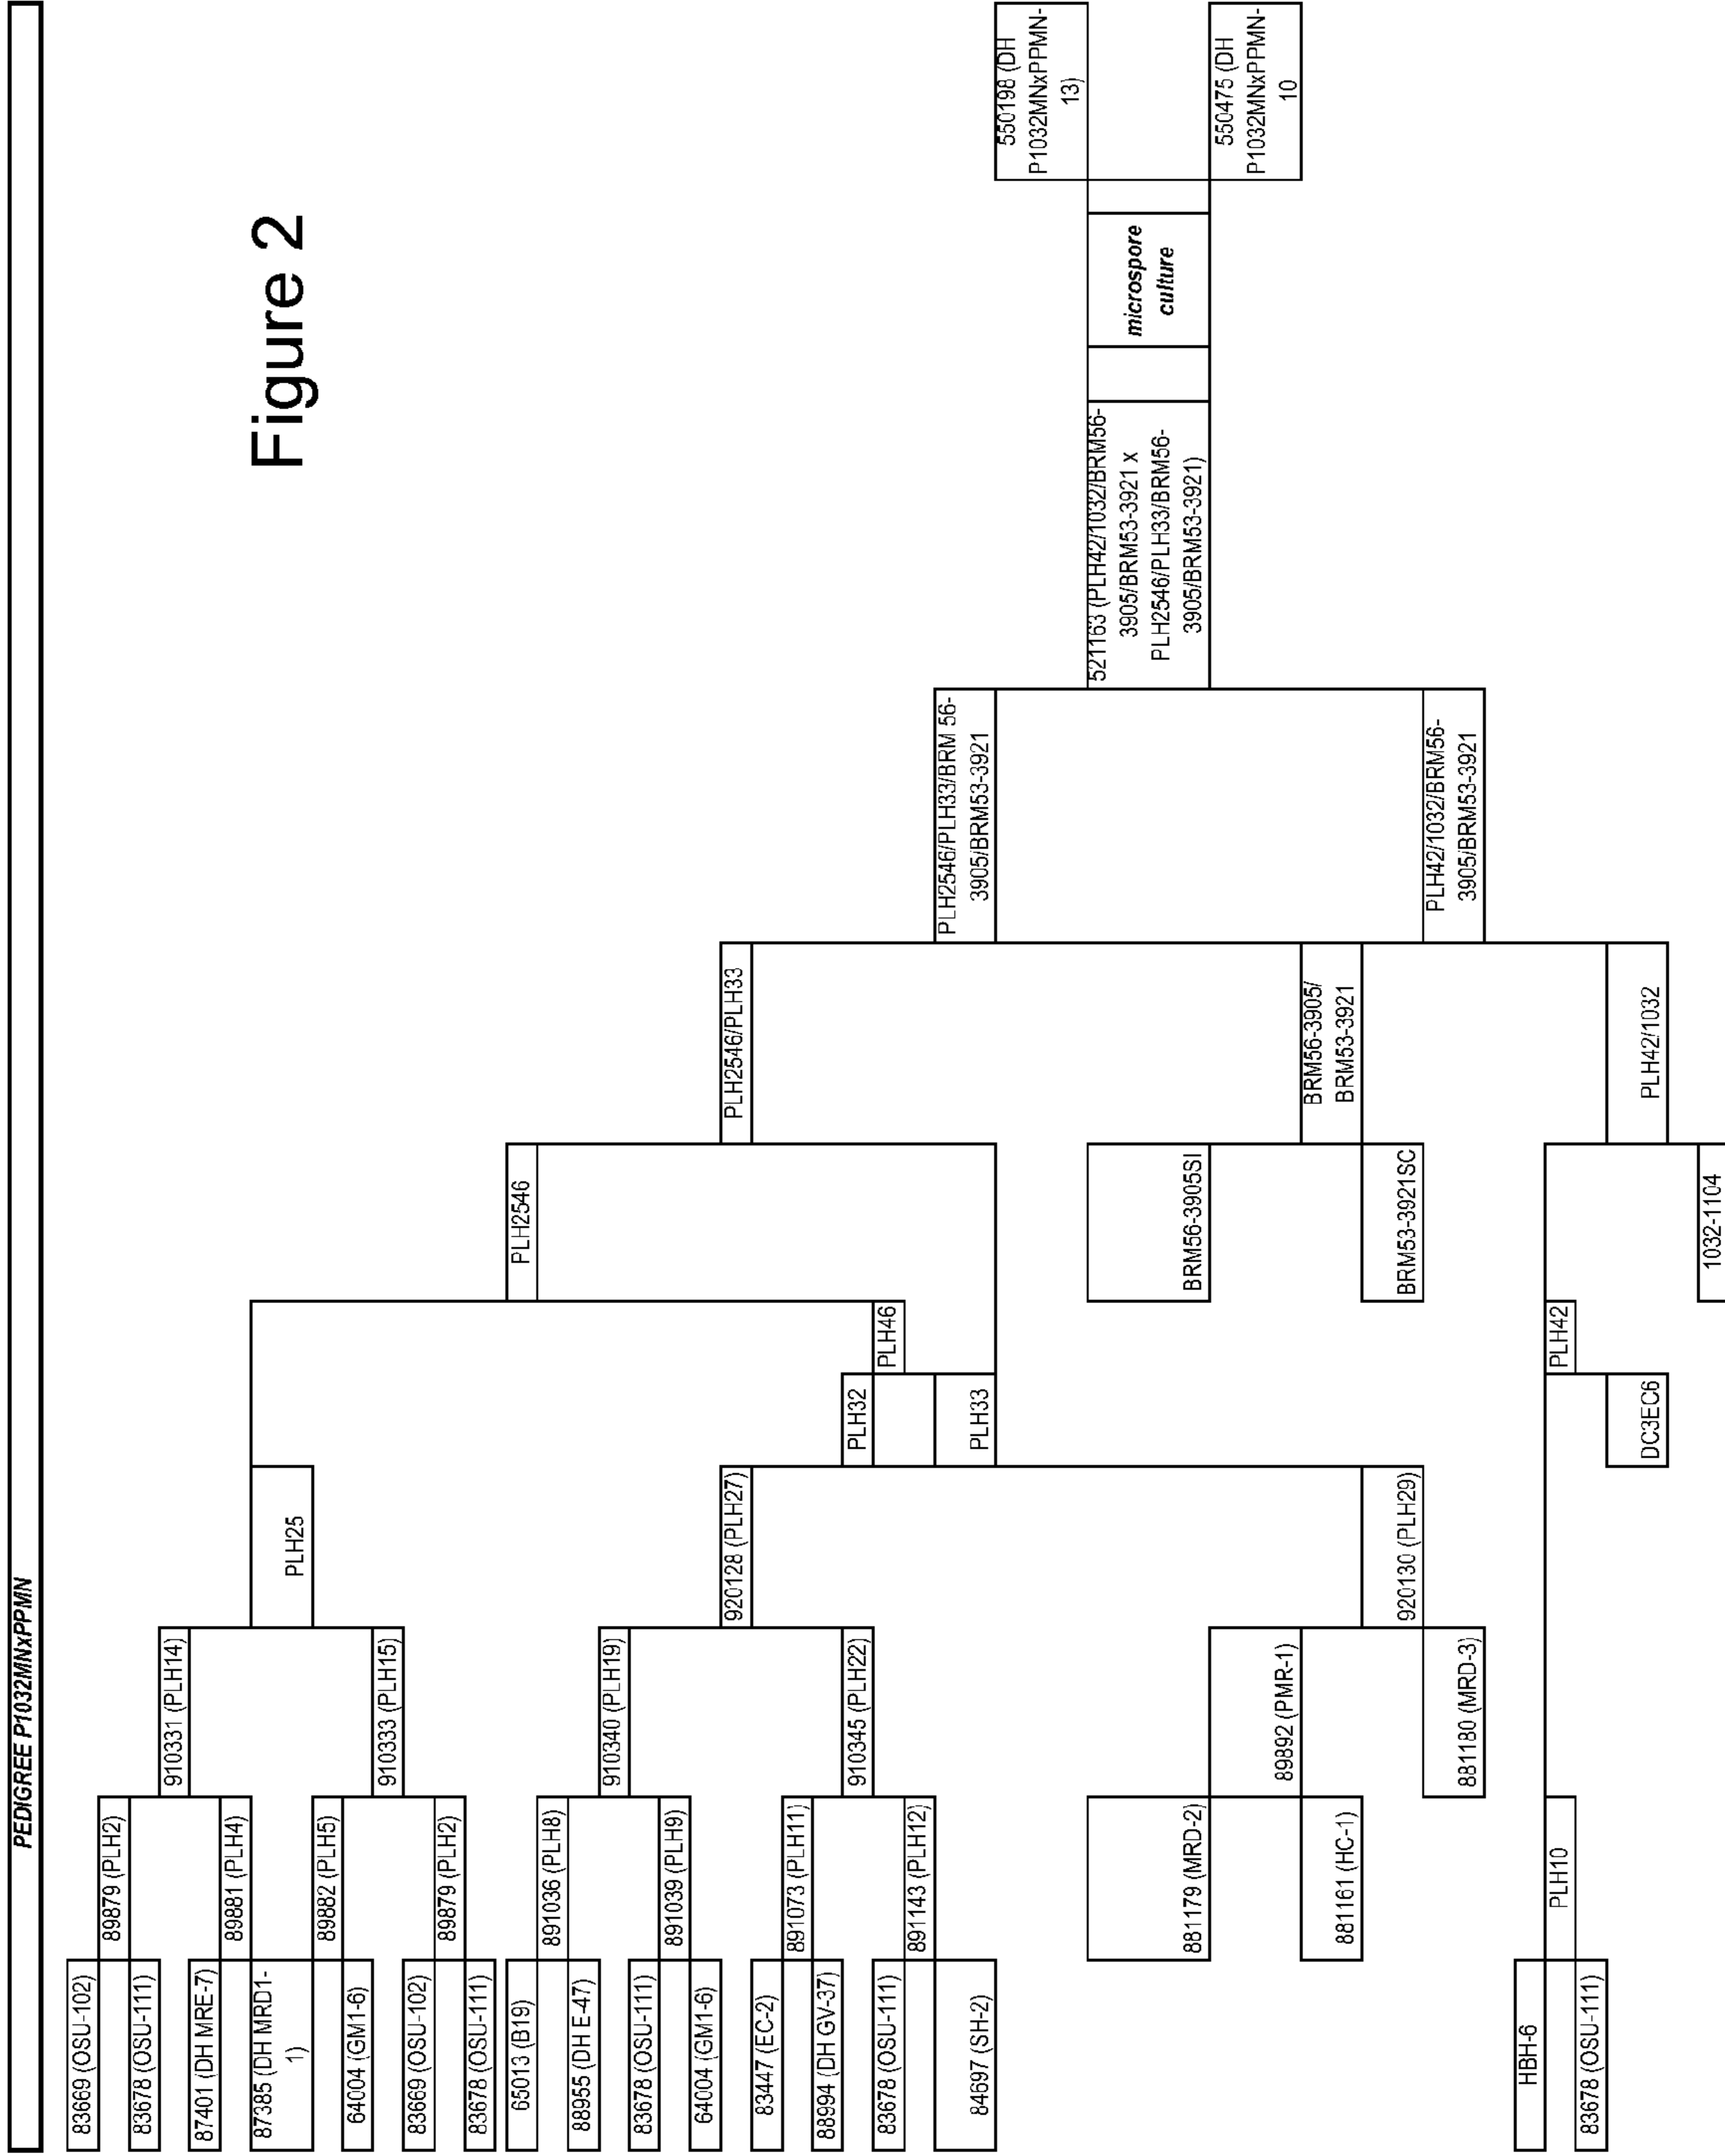 PEDIGREE P1032MNxPPMN
Figure 2
83669 (OSU-102)
83678 (OSU-111)
87401 (DH MRE-7)
87385 (DH MRD1-
1)
64004 (GM1-6)
83669 (OSU-102)
83678 (OSU-111)
65013 (B19)
88955 (DH E-47)
83678 (OSU-111)
64004 (GM1-6)
83447 (EC-2)
88994 (DH GV-37)
83678 (OSU-111)
84697 (SH-2)
HBH-6
83678 (OSU-111)
89879 (PLH2)
89881 (PLH4)
89882 (PLH5)
89879 (PLH2)
891036 (PLH8)
891039 (PLH9)
891073 (PLH11)
891143 (PLH12)
881179 (MRD-2)
881161 (HC-1)
PLH10
910331 (PLH14)
910333 (PLH15)
910340 (PLH19)
910345 (PLH22)
89892 (PMR-1)
881180 (MRD-3)
PLH25
920128 (PLH27)
920130 (PLH29)
PLH32
PLH33
DC3EC6
PLH46
PLH42
PLH2546
BRM56-3905SI
BRM53-3921SC
1032-1104
PLH2546/PLH33
BRM56-3905/
BRM53-3921
PLH42/1032
PLH2546/PLH33/BRM 56-
3905/BRM53-3921
PLH42/1032/BRM56-
3905/BRM53-3921
521163 (PLH42/1032/BRM56-
3905/BRM53-3921 x
PLH2546/PLH33/BRM56-
3905/BRM53-3921)
microspore
culture
550198 (DH
P1032MNxPPMN-
13)
550475 (DH
P1032MNxPPMN-
10